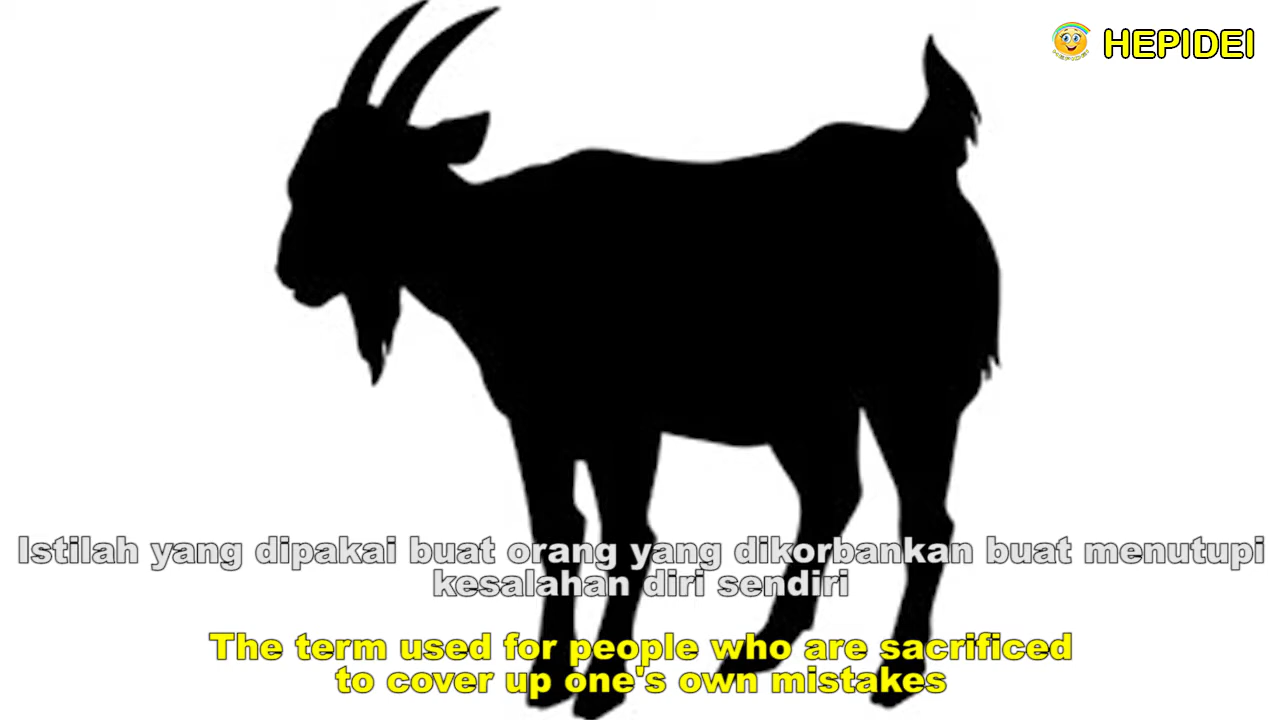 HEPIDEI
Istilah yang dipakai buat orang yang dikorbankan buat menutupi
kesalahan diri sendiri
The term used for people who are sacrificed
to cover up one's own mistakes